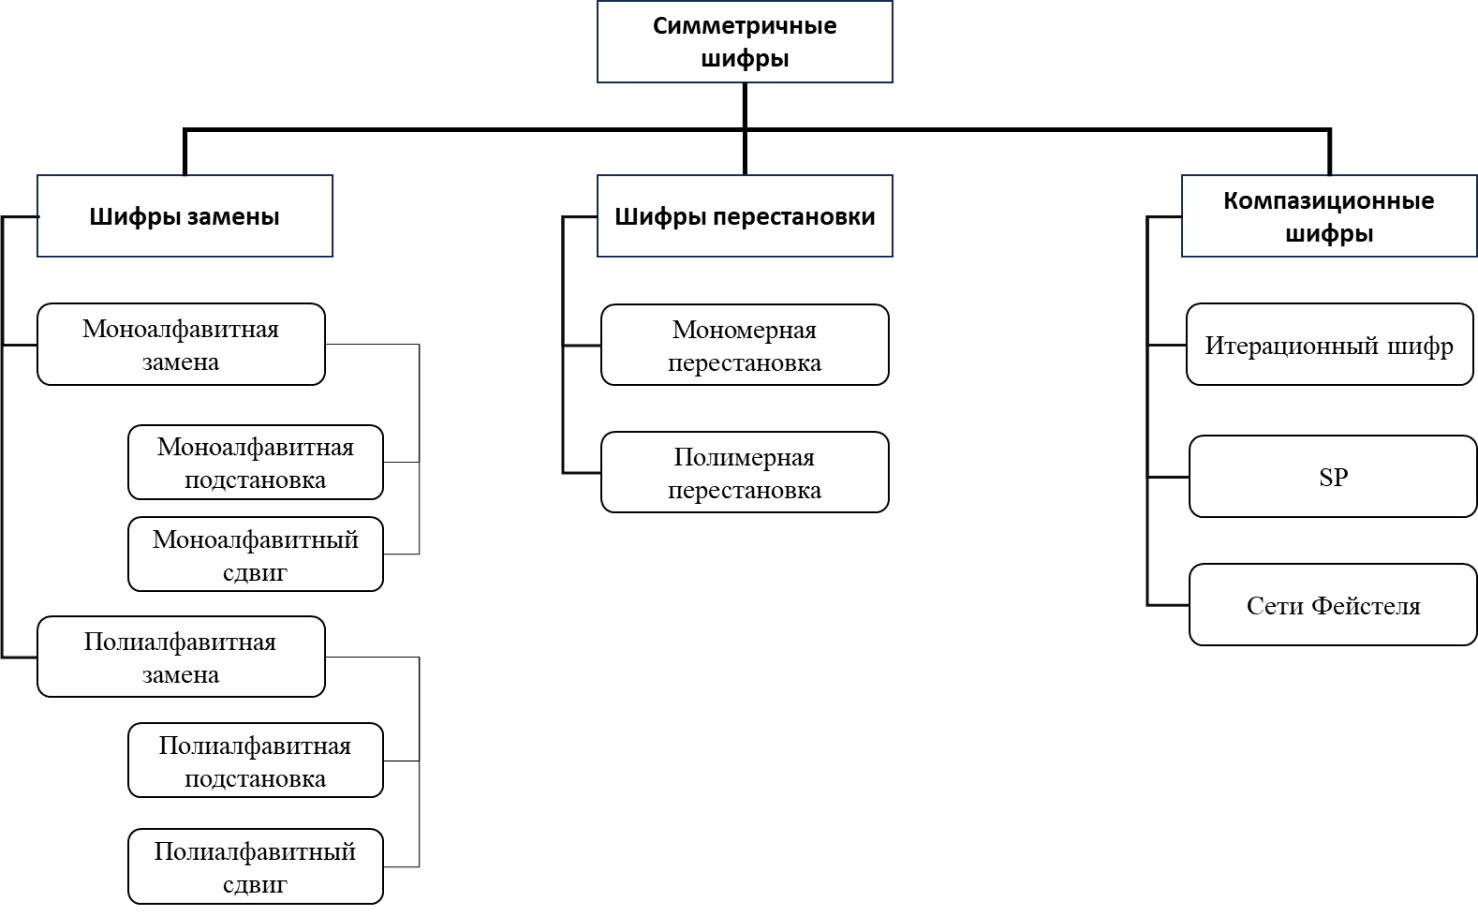 Симметричные
шифры
Шифры замены
Моноалфавитная
замена
Моноалфавитная
подстановка
Моноалфавитный
сдвиг
Полиалфавитная
замена
Полиалфавитная
подстановка
Полиалфавитный
сдвиг
Шифры перестановки
Мономерная
перестановка
Полимерная
перестановка
Компазиционные
шифры
Итерационный шифр
SP
Сети Фейстеля